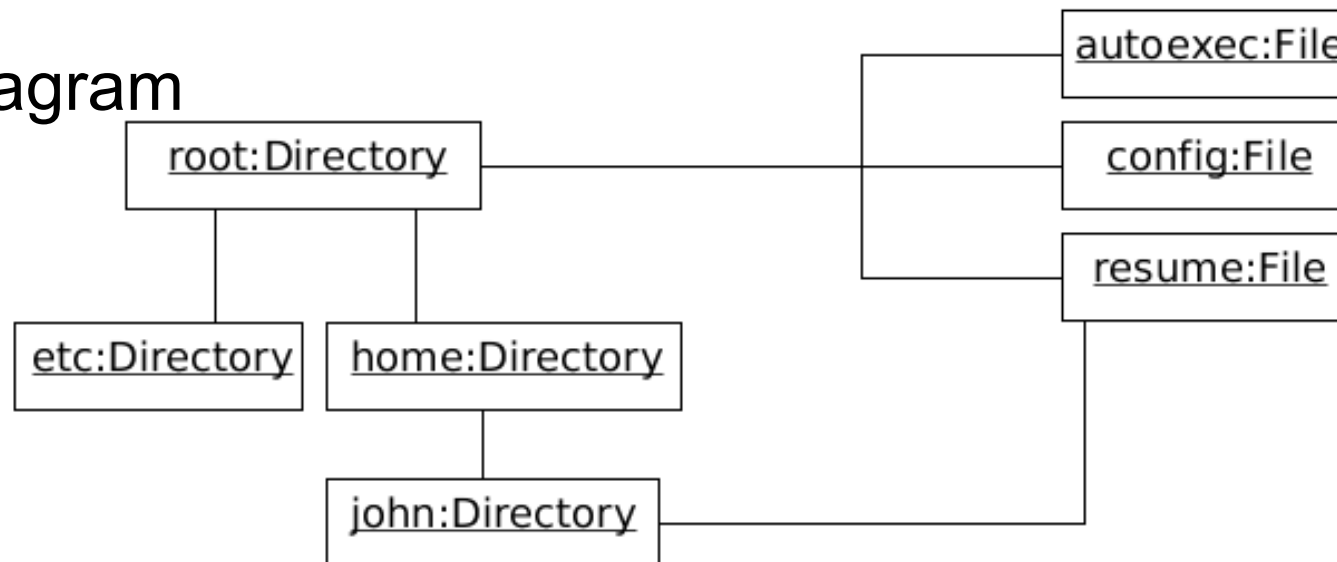 agram
autoexec:File
root:Directory
config:File
resume:File
etc:Directory
home:Directory
john:Directory